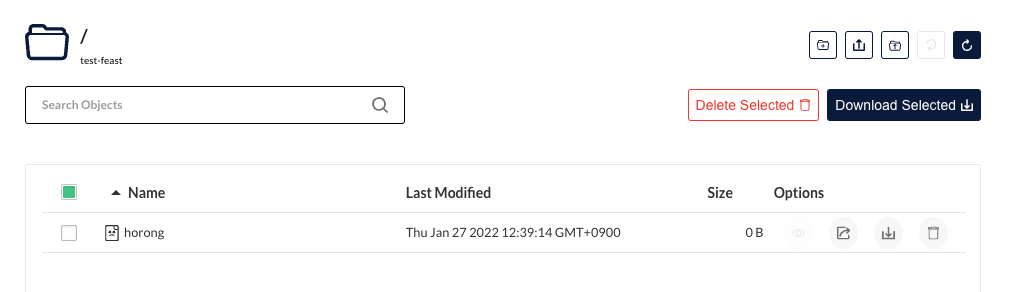 /
test-feast
Search Objects
Delete Selected
Download Selected
Name Last Modified Size Options
horong Thu Jan 27 2022 12:39:14 GMT+0900 0 B